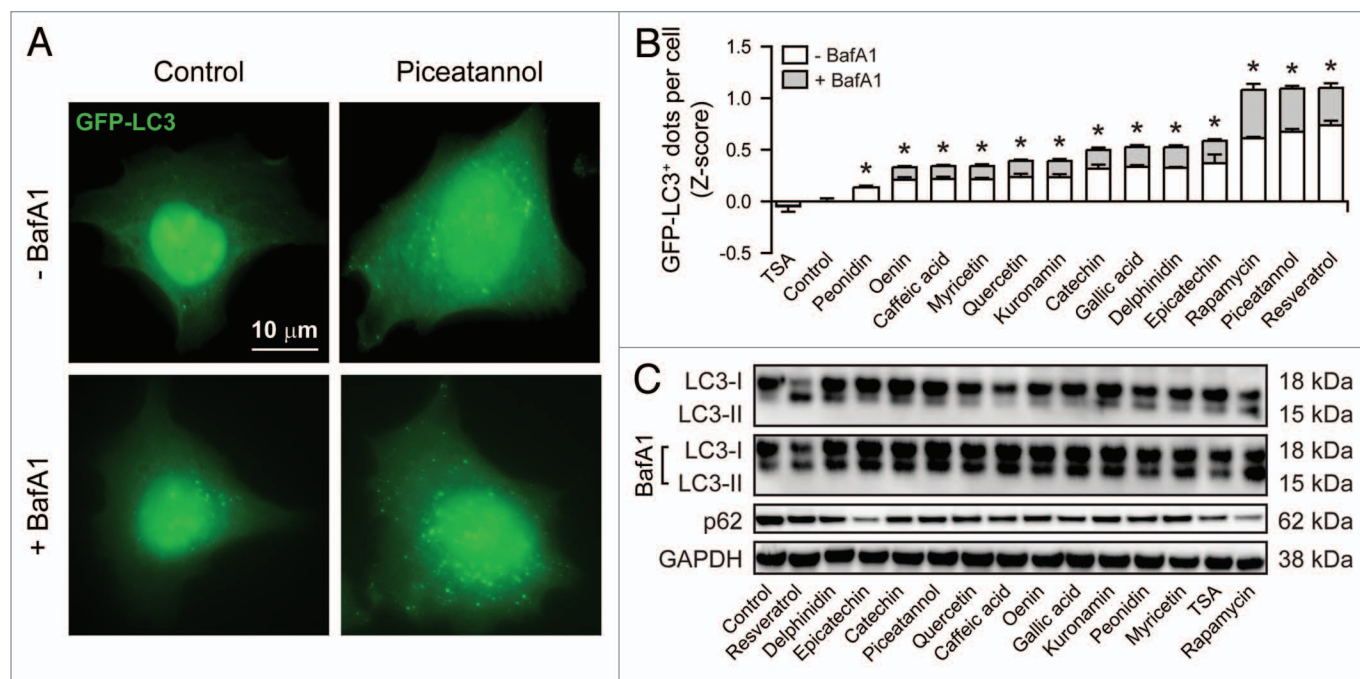 A
Control
Piceatannol
GFP-LC3
- BafA1
10 μm
+ BafA1
B
GFP-LC3⁺ dots per cell
(Z-score)
1.5
1.0
0.5
0.0
-0.5
- BafA1
+ BafA1
* * * * * * * * * * * * *
TSA
Control
Peonidin
Oenin
Caffeic acid
Myricetin
Quercetin
Kuronamin
Catechin
Gallic acid
Delphinidin
Epicatechin
Rapamycin
Piceatannol
Resveratrol
C
LC3-I 18 kDa
LC3-II 15 kDa
BafA1
LC3-I 18 kDa
LC3-II 15 kDa
p62 62 kDa
GAPDH 38 kDa
Control
Resveratrol
Delphinidin
Epicatechin
Catechin
Piceatannol
Quercetin
Caffeic acid
Oenin
Gallic acid
Kuronamin
Peonidin
Myricetin
TSA
Rapamycin